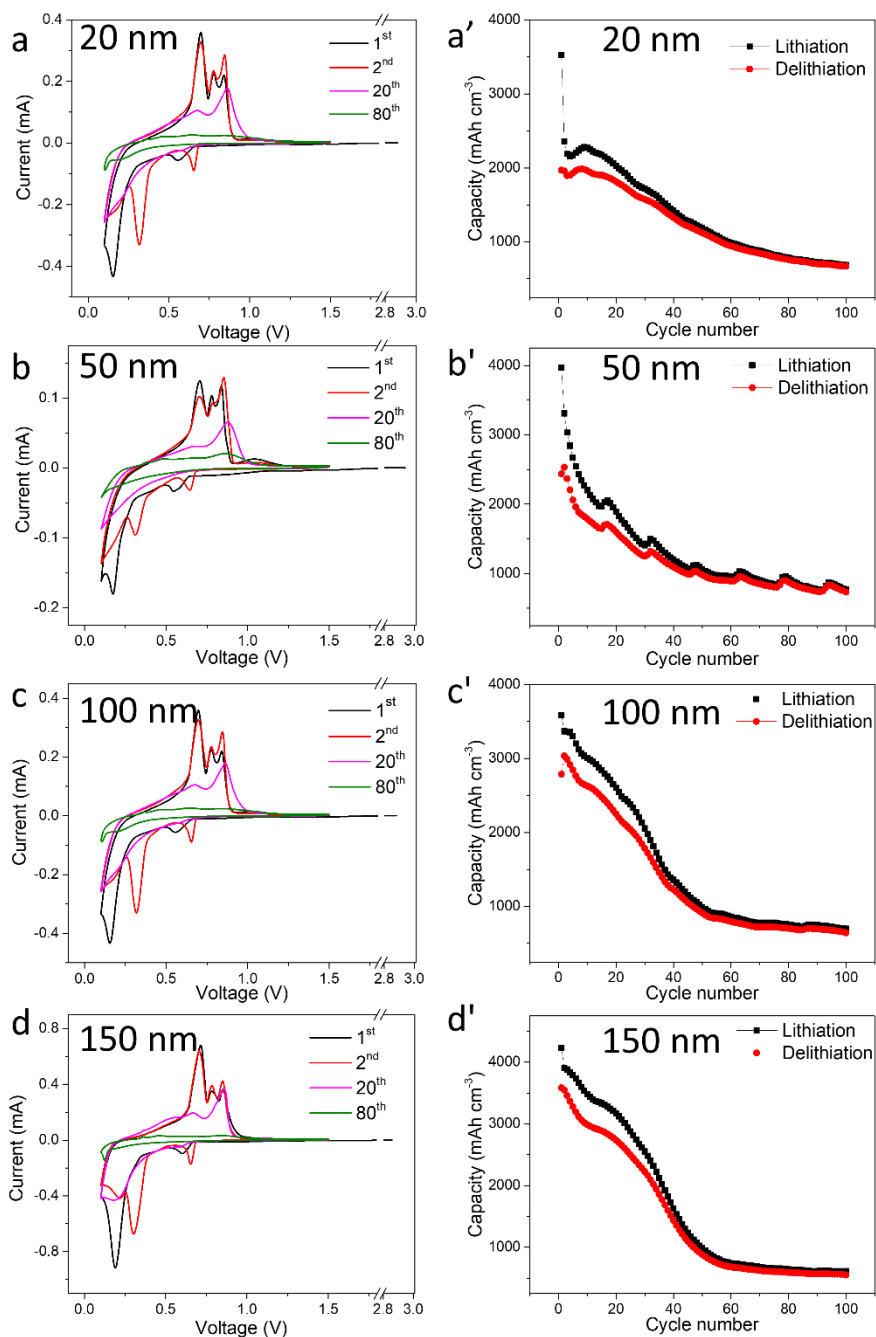 a
20 nm
1st
2nd
20th
80th
0.4
0.2
0.0
-0.2
-0.4
Current (mA)
0.0 0.5 1.0 1.5 2.8 3.0
Voltage (V)
a'
20 nm
Lithiation
Delithiation
4000
3000
2000
1000
Capacity (mAh cm-3)
0 20 40 60 80 100
Cycle number
b
50 nm
1st
2nd
20th
80th
0.1
0.0
-0.1
-0.2
Current (mA)
0.0 0.5 1.0 1.5 2.8 3.0
Voltage (V)
b'
50 nm
Lithiation
Delithiation
4000
3000
2000
1000
Capacity (mAh cm-3)
0 20 40 60 80 100
Cycle number
c
100 nm
1st
2nd
20th
80th
0.4
0.2
0.0
-0.2
-0.4
Current (mA)
0.0 0.5 1.0 1.5 2.8 3.0
Voltage (V)
c'
100 nm
Lithiation
Delithiation
4000
3000
2000
1000
Capacity (mAh cm-3)
0 20 40 60 80 100
Cycle number
d
150 nm
1st
2nd
20th
80th
0.8
0.4
0.0
-0.4
-0.8
Current (mA)
0.0 0.5 1.0 1.5 2.8 3.0
Voltage (V)
d'
150 nm
Lithiation
Delithiation
4000
3000
2000
1000
Capacity (mAh cm-3)
0 20 40 60 80 100
Cycle number